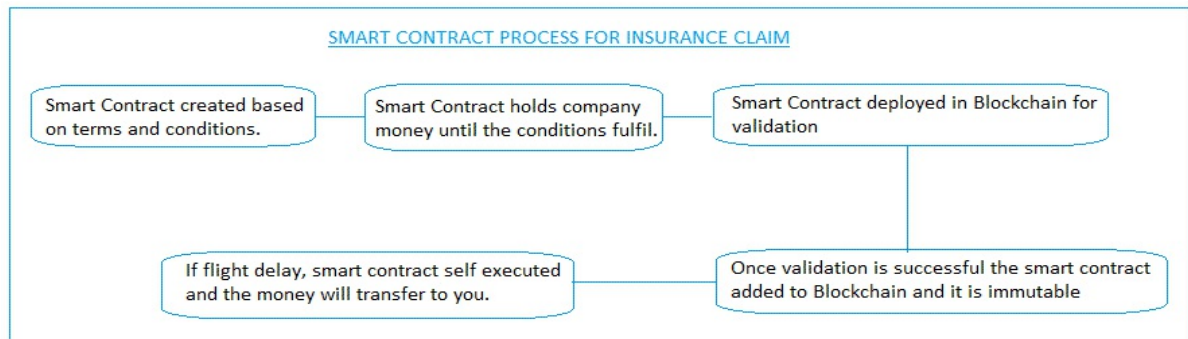 SMART CONTRACT PROCESS FOR INSURANCE CLAIM
Smart Contract created based
on terms and conditions.
Smart Contract holds company
money until the conditions fulfil.
Smart Contract deployed in Blockchain for
validation
Once validation is successful the smart contract
added to Blockchain and it is immutable
If flight delay, smart contract self executed
and the money will transfer to you.